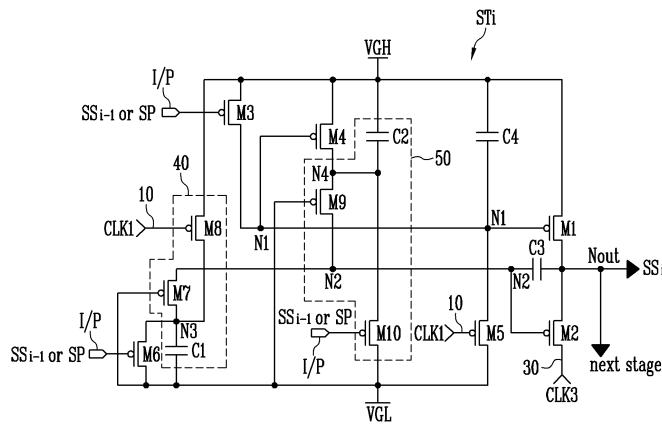 STi
VGH
I/P
SSi-1 or SP
M3
M4
C2
C4
50
40
N4
10
M9
CLK1
M8
N1
N1
M1
C3
Nout
SSi
N2
N2
M7
SSi-1 or SP
10
I/P
N3
M10
CLK1
M5
M2
SSi-1 or SP
M6
C1
I/P
30
next stage
VGL
CLK3